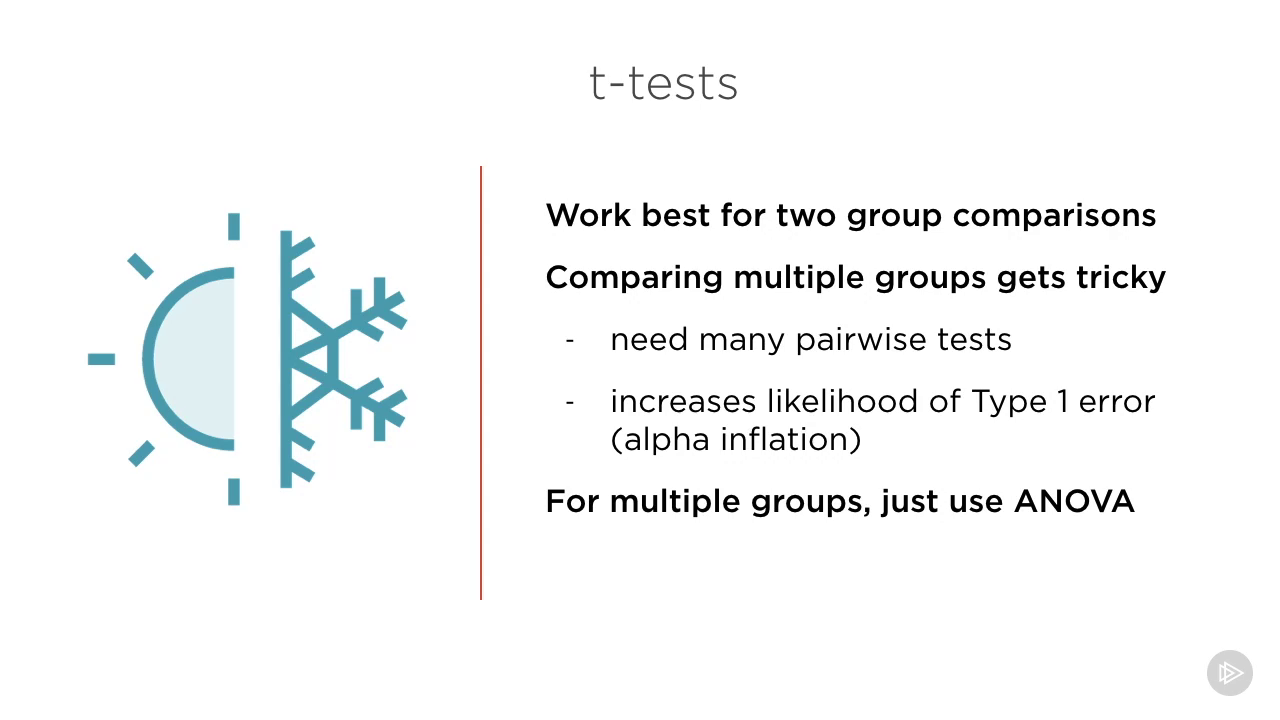 t-tests
Work best for two group comparisons
Comparing multiple groups gets tricky
- need many pairwise tests
- increases likelihood of Type 1 error
(alpha inflation)
For multiple groups, just use ANOVA